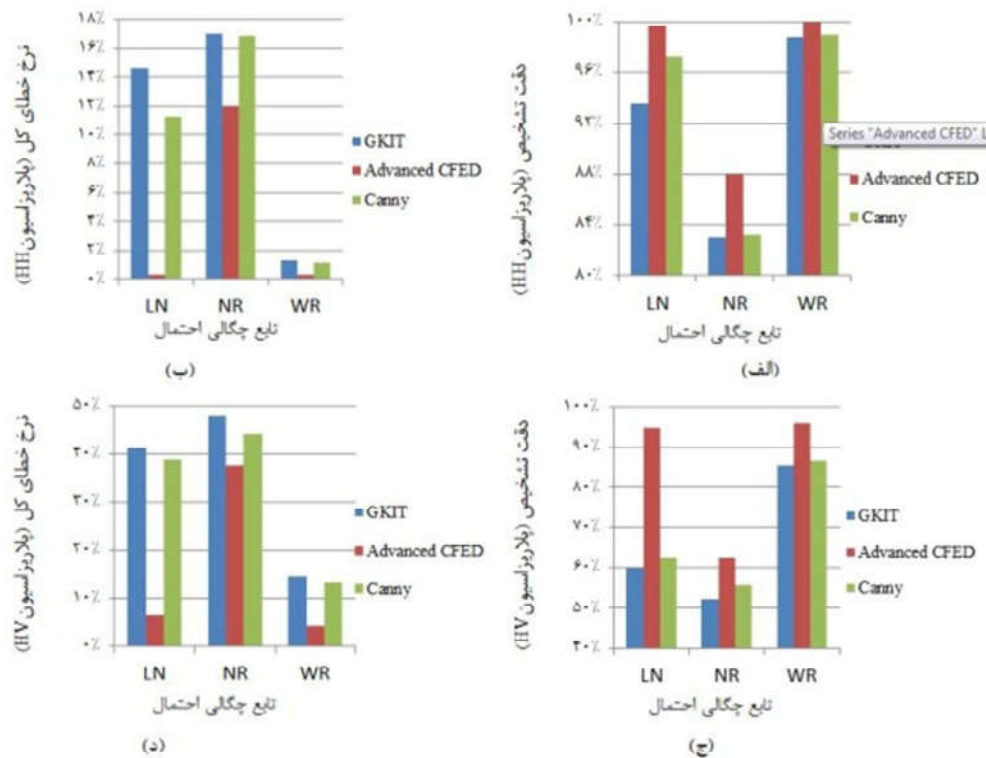 دقت تشخیص (پلاریزاسیون HH)
۱۰۰٪
۹۶٪
۹۲٪
۸۸٪
۸۴٪
۸۰٪
LN NR WR
تابع چگالی احتمال
Series "Advanced CFED" L
Advanced CFED
Canny
(الف)
نرخ خطای کل (پلاریزاسیون HH)
۱۸٪
۱۶٪
۱۴٪
۱۲٪
۱۰٪
۸٪
۶٪
۴٪
۲٪
۰٪
LN NR WR
تابع چگالی احتمال
GKIT
Advanced CFED
Canny
(ب)
دقت تشخیص (پلاریزاسیون HV)
۱۰۰٪
۹۰٪
۸۰٪
۷۰٪
۶۰٪
۵۰٪
۴۰٪
LN NR WR
تابع چگالی احتمال
GKIT
Advanced CFED
Canny
(ج)
نرخ خطای کل (پلاریزاسیون HV)
۵۰٪
۴۰٪
۳۰٪
۲۰٪
۱۰٪
۰٪
LN NR WR
تابع چگالی احتمال
GKIT
Advanced CFED
Canny
(د)